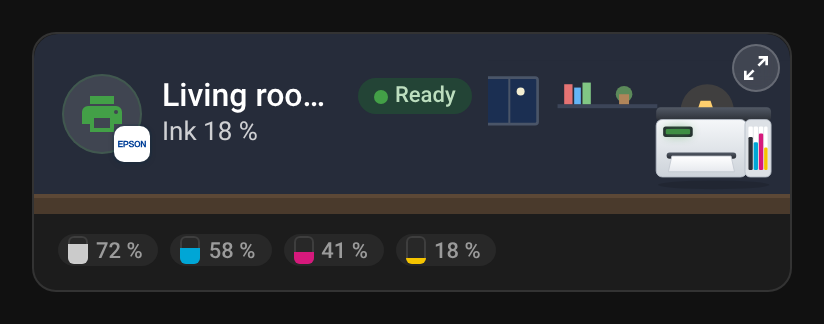 Living roo...
Ready
Ink 18 %
EPSON
72 %
58 %
41 %
18 %